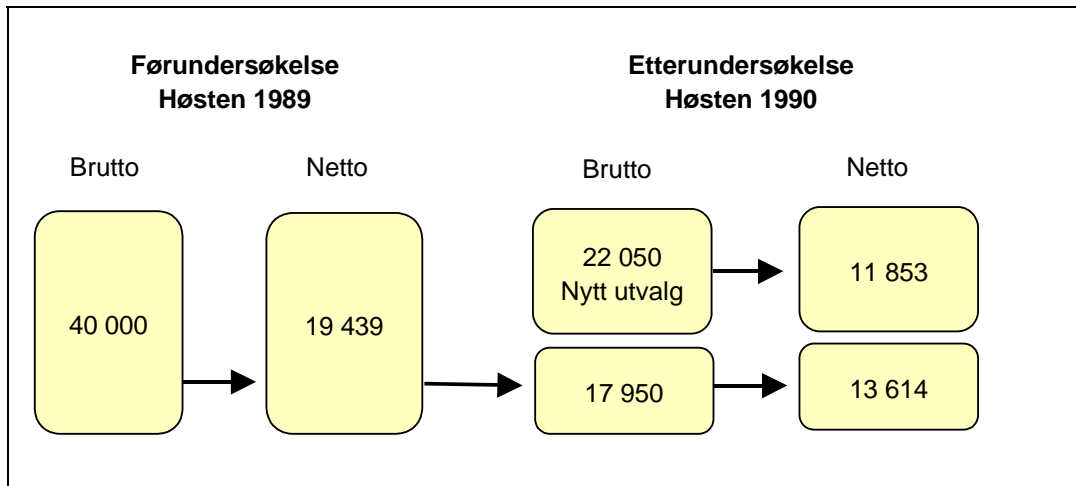 Førundersøkelse
Høsten 1989
Etterundersøkelse
Høsten 1990
Brutto
Netto
Brutto
Netto
40 000
19 439
22 050
Nytt utvalg
11 853
17 950
13 614